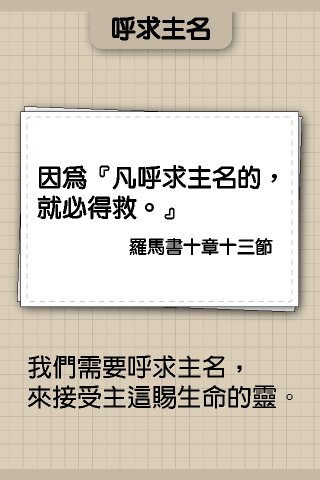 呼求主名
因為『凡呼求主名的，
就必得救。』
羅馬書十章十三節
我們需要呼求主名，
來接受主這賜生命的靈。